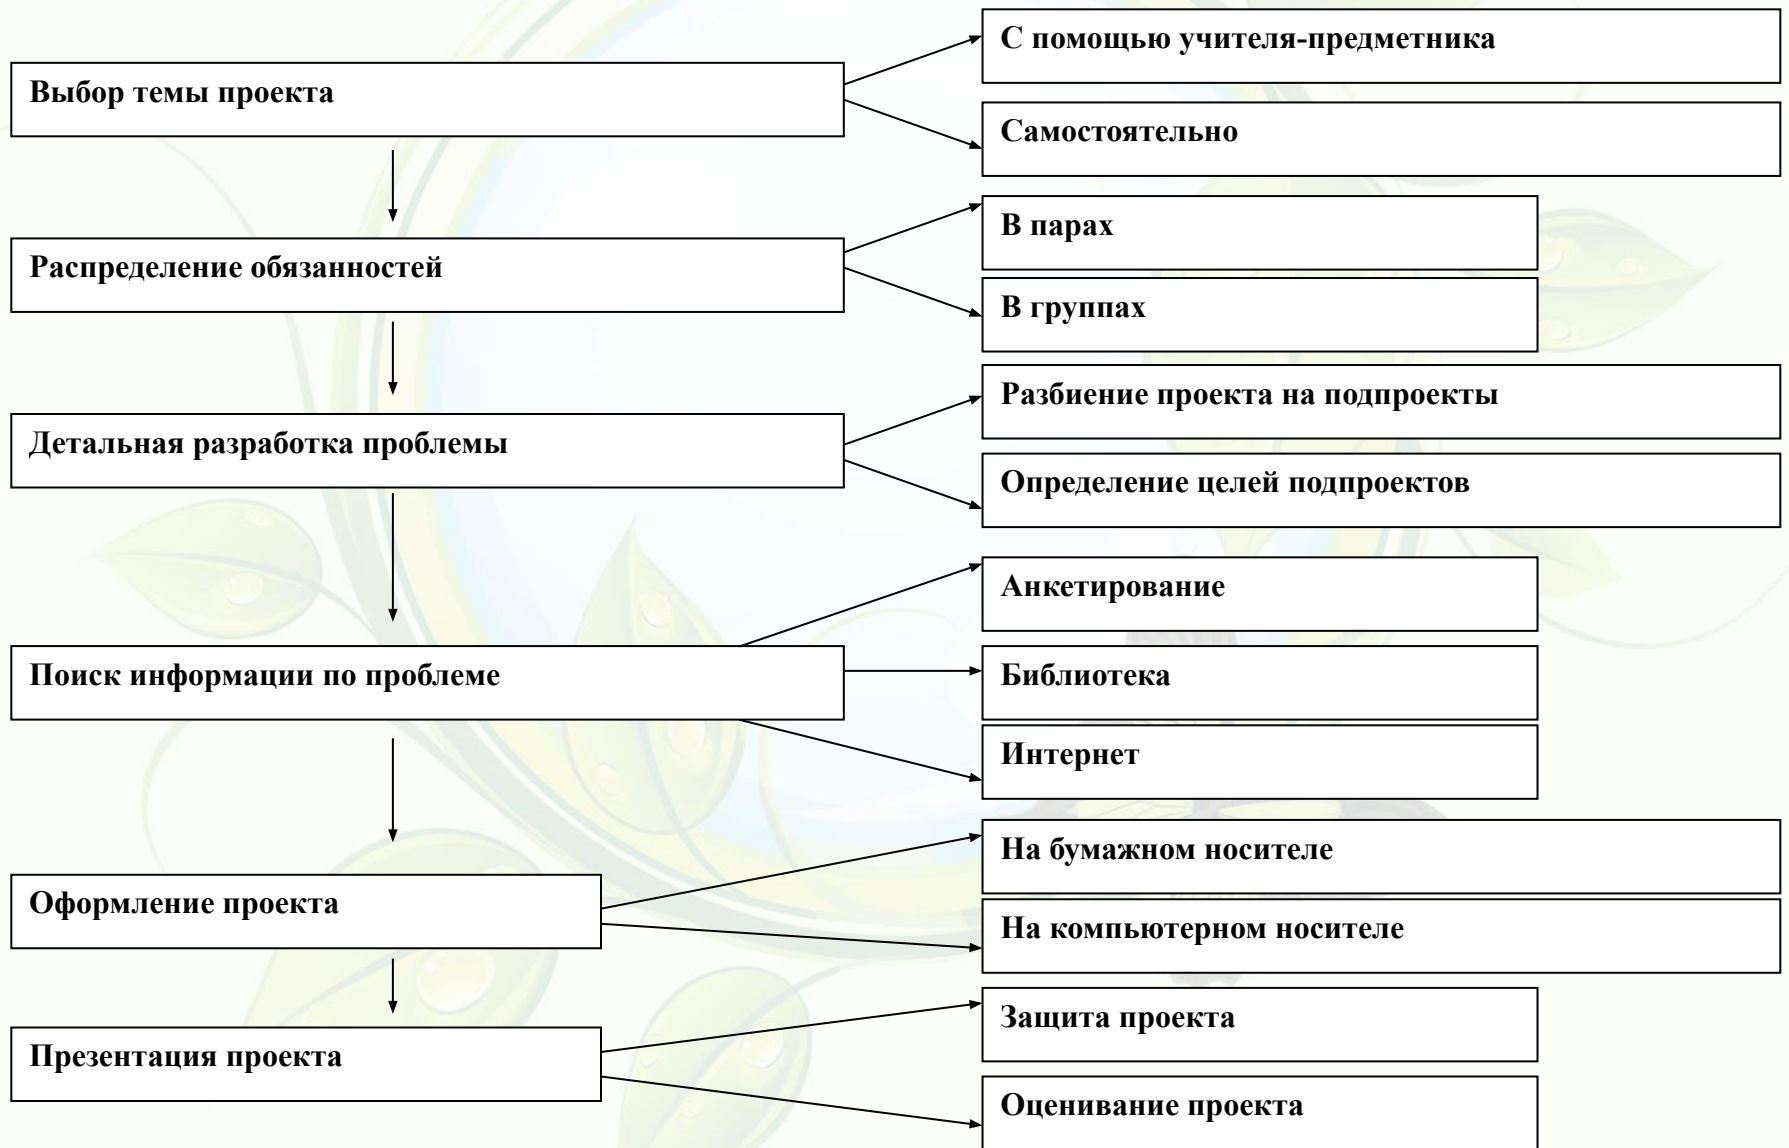 Выбор темы проекта
С помощью учителя-предметника
Самостоятельно
Распределение обязанностей
В парах
В группах
Детальная разработка проблемы
Разбиение проекта на подпроекты
Определение целей подпроектов
Поиск информации по проблеме
Анкетирование
Библиотека
Интернет
Оформление проекта
На бумажном носителе
На компьютерном носителе
Презентация проекта
Защита проекта
Оценивание проекта